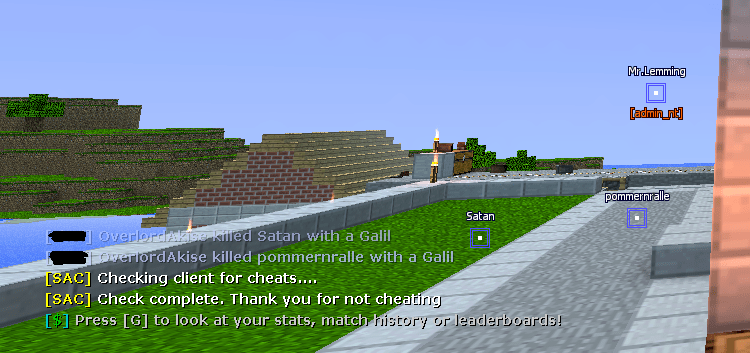 Mr.Lemming
[admin_nt]
pommernralle
Satan
[] OverlordAkise killed Satan with a Galil
[] OverlordAkise killed pommernralle with a Galil
[SAC] Checking client for cheats....
[SAC] Check complete. Thank you for not cheating
[$] Press [G] to look at your stats, match history or leaderboards!